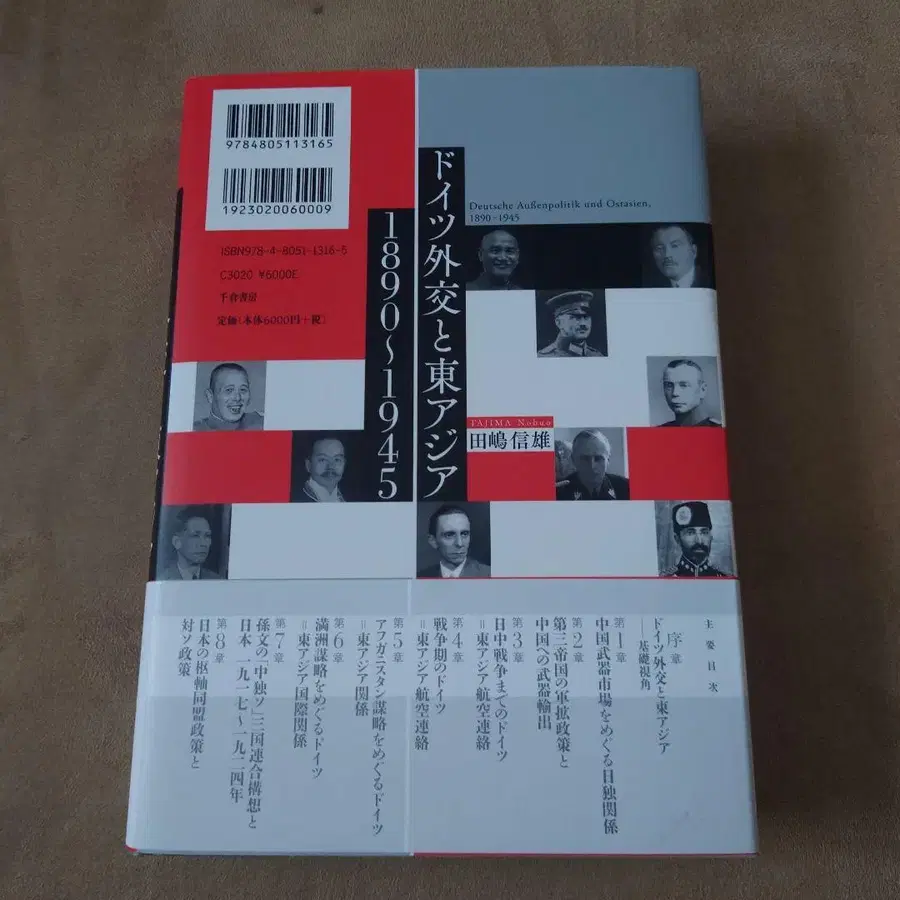 9784805113165
1923020060009
ISBN978-4-8051-1316-5
C3020 ¥6000E
千倉書房
定価(本体6000円+税)
ドイツ外交と東アジア
1890〜1945
Deutsche Außenpolitik und Ostasien,
1890-1945
TAJIMA Nobuo
田嶋信雄
主要目次
序章
ドイツ外交と東アジア
――基礎視角
第1章
中国武器市場をめぐる日独関係
第2章
第三帝国の軍拡政策と
中国への武器輸出
第3章
日中戦争までのドイツ
=東アジア航空連絡
第4章
戦争期のドイツ
=東アジア航空連絡
第5章
アフガニスタン謀略をめぐるドイツ
=東アジア関係
第6章
満洲謀略をめぐるドイツ
=東アジア国際関係
第7章
孫文の「中独ソ」三国連合構想と
日本 一九一七〜一九二四年
第8章
日本の枢軸同盟政策と
対ソ政策